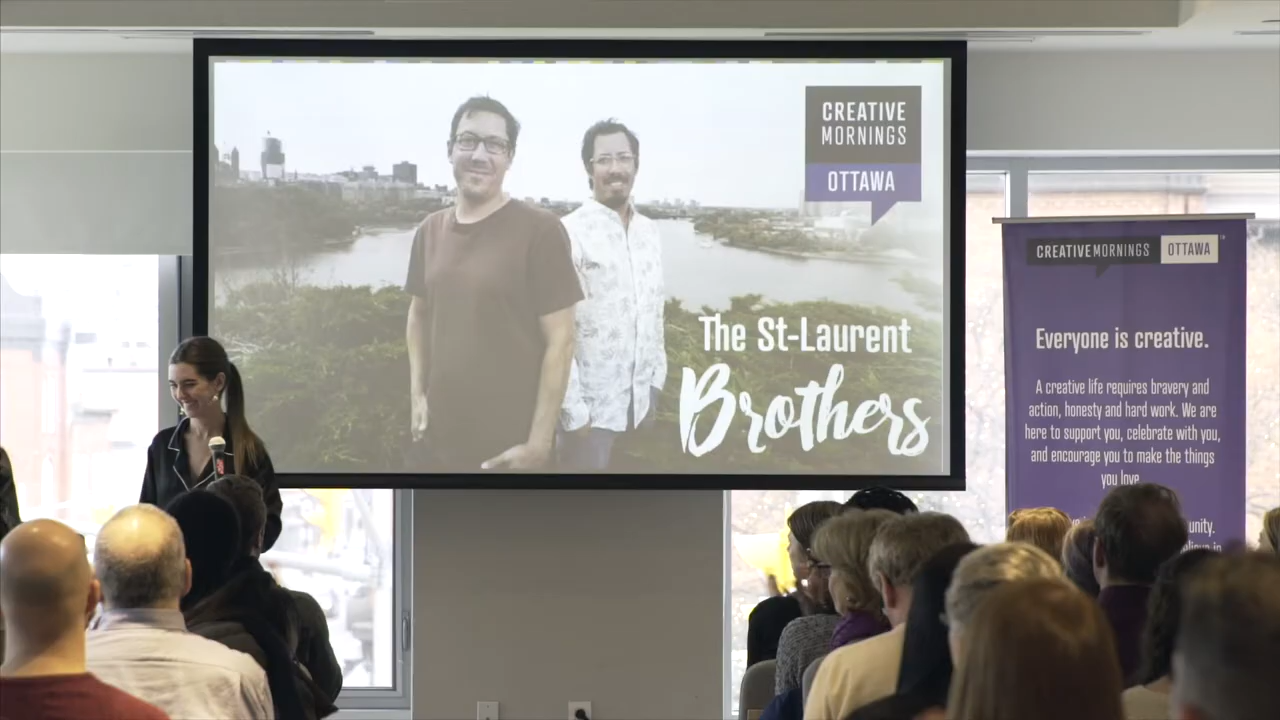 CREATIVE
MORNINGS
OTTAWA
The St-Laurent
Brothers
CREATIVEMORNINGS OTTAWA
Everyone is creative.
A creative life requires bravery and
action, honesty and hard work. We are
here to support you, celebrate with you,
and encourage you to make the things
you love.